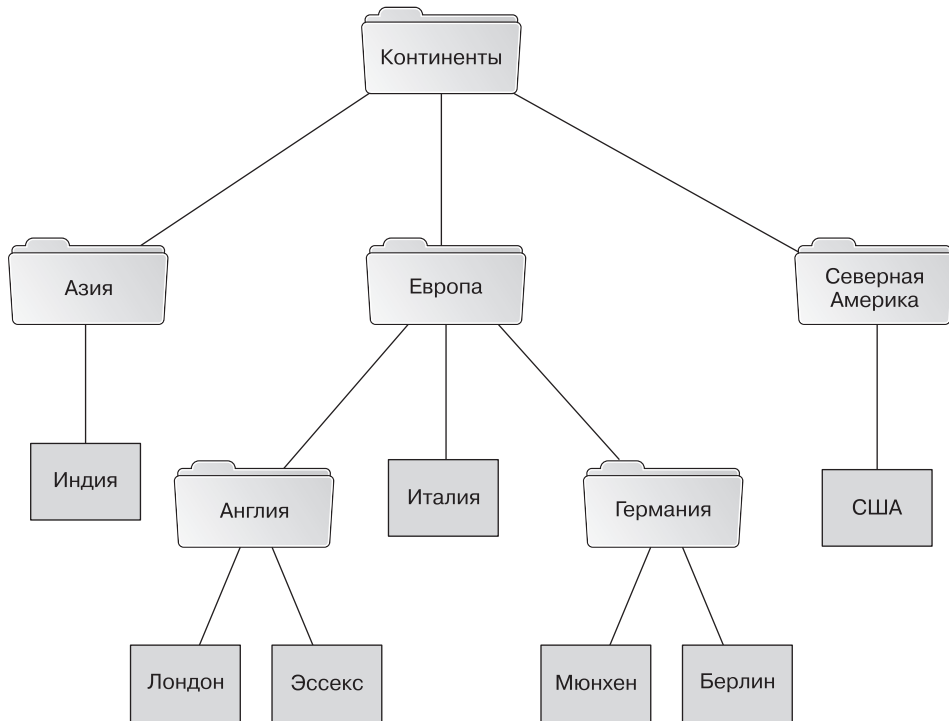 Континенты
Азия
Европа
Северная
Америка
Индия
Англия
Италия
Германия
США
Лондон
Эссекс
Мюнхен
Берлин